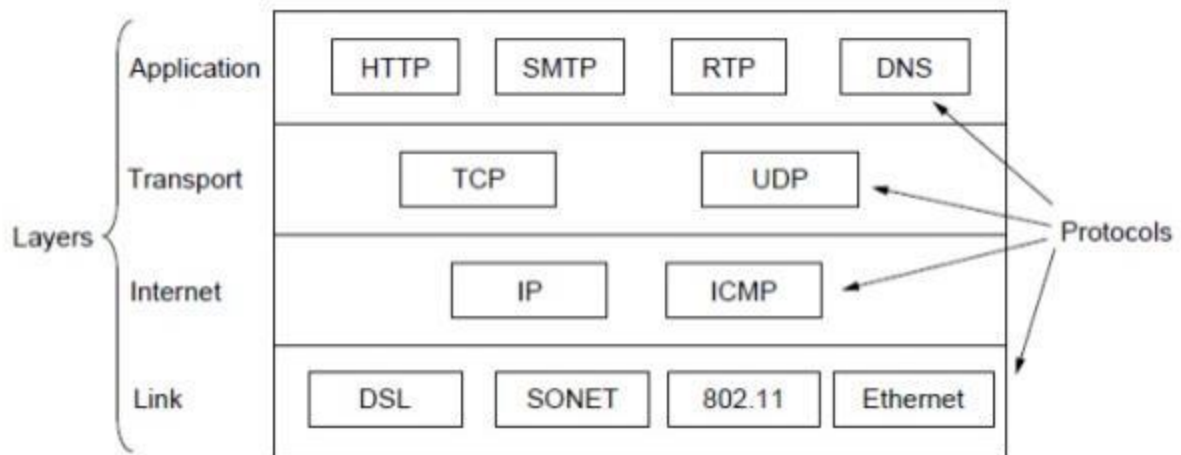 Application HTTP SMTP RTP DNS
Transport TCP UDP
Layers Protocols
Internet IP ICMP
Link DSL SONET 802.11 Ethernet